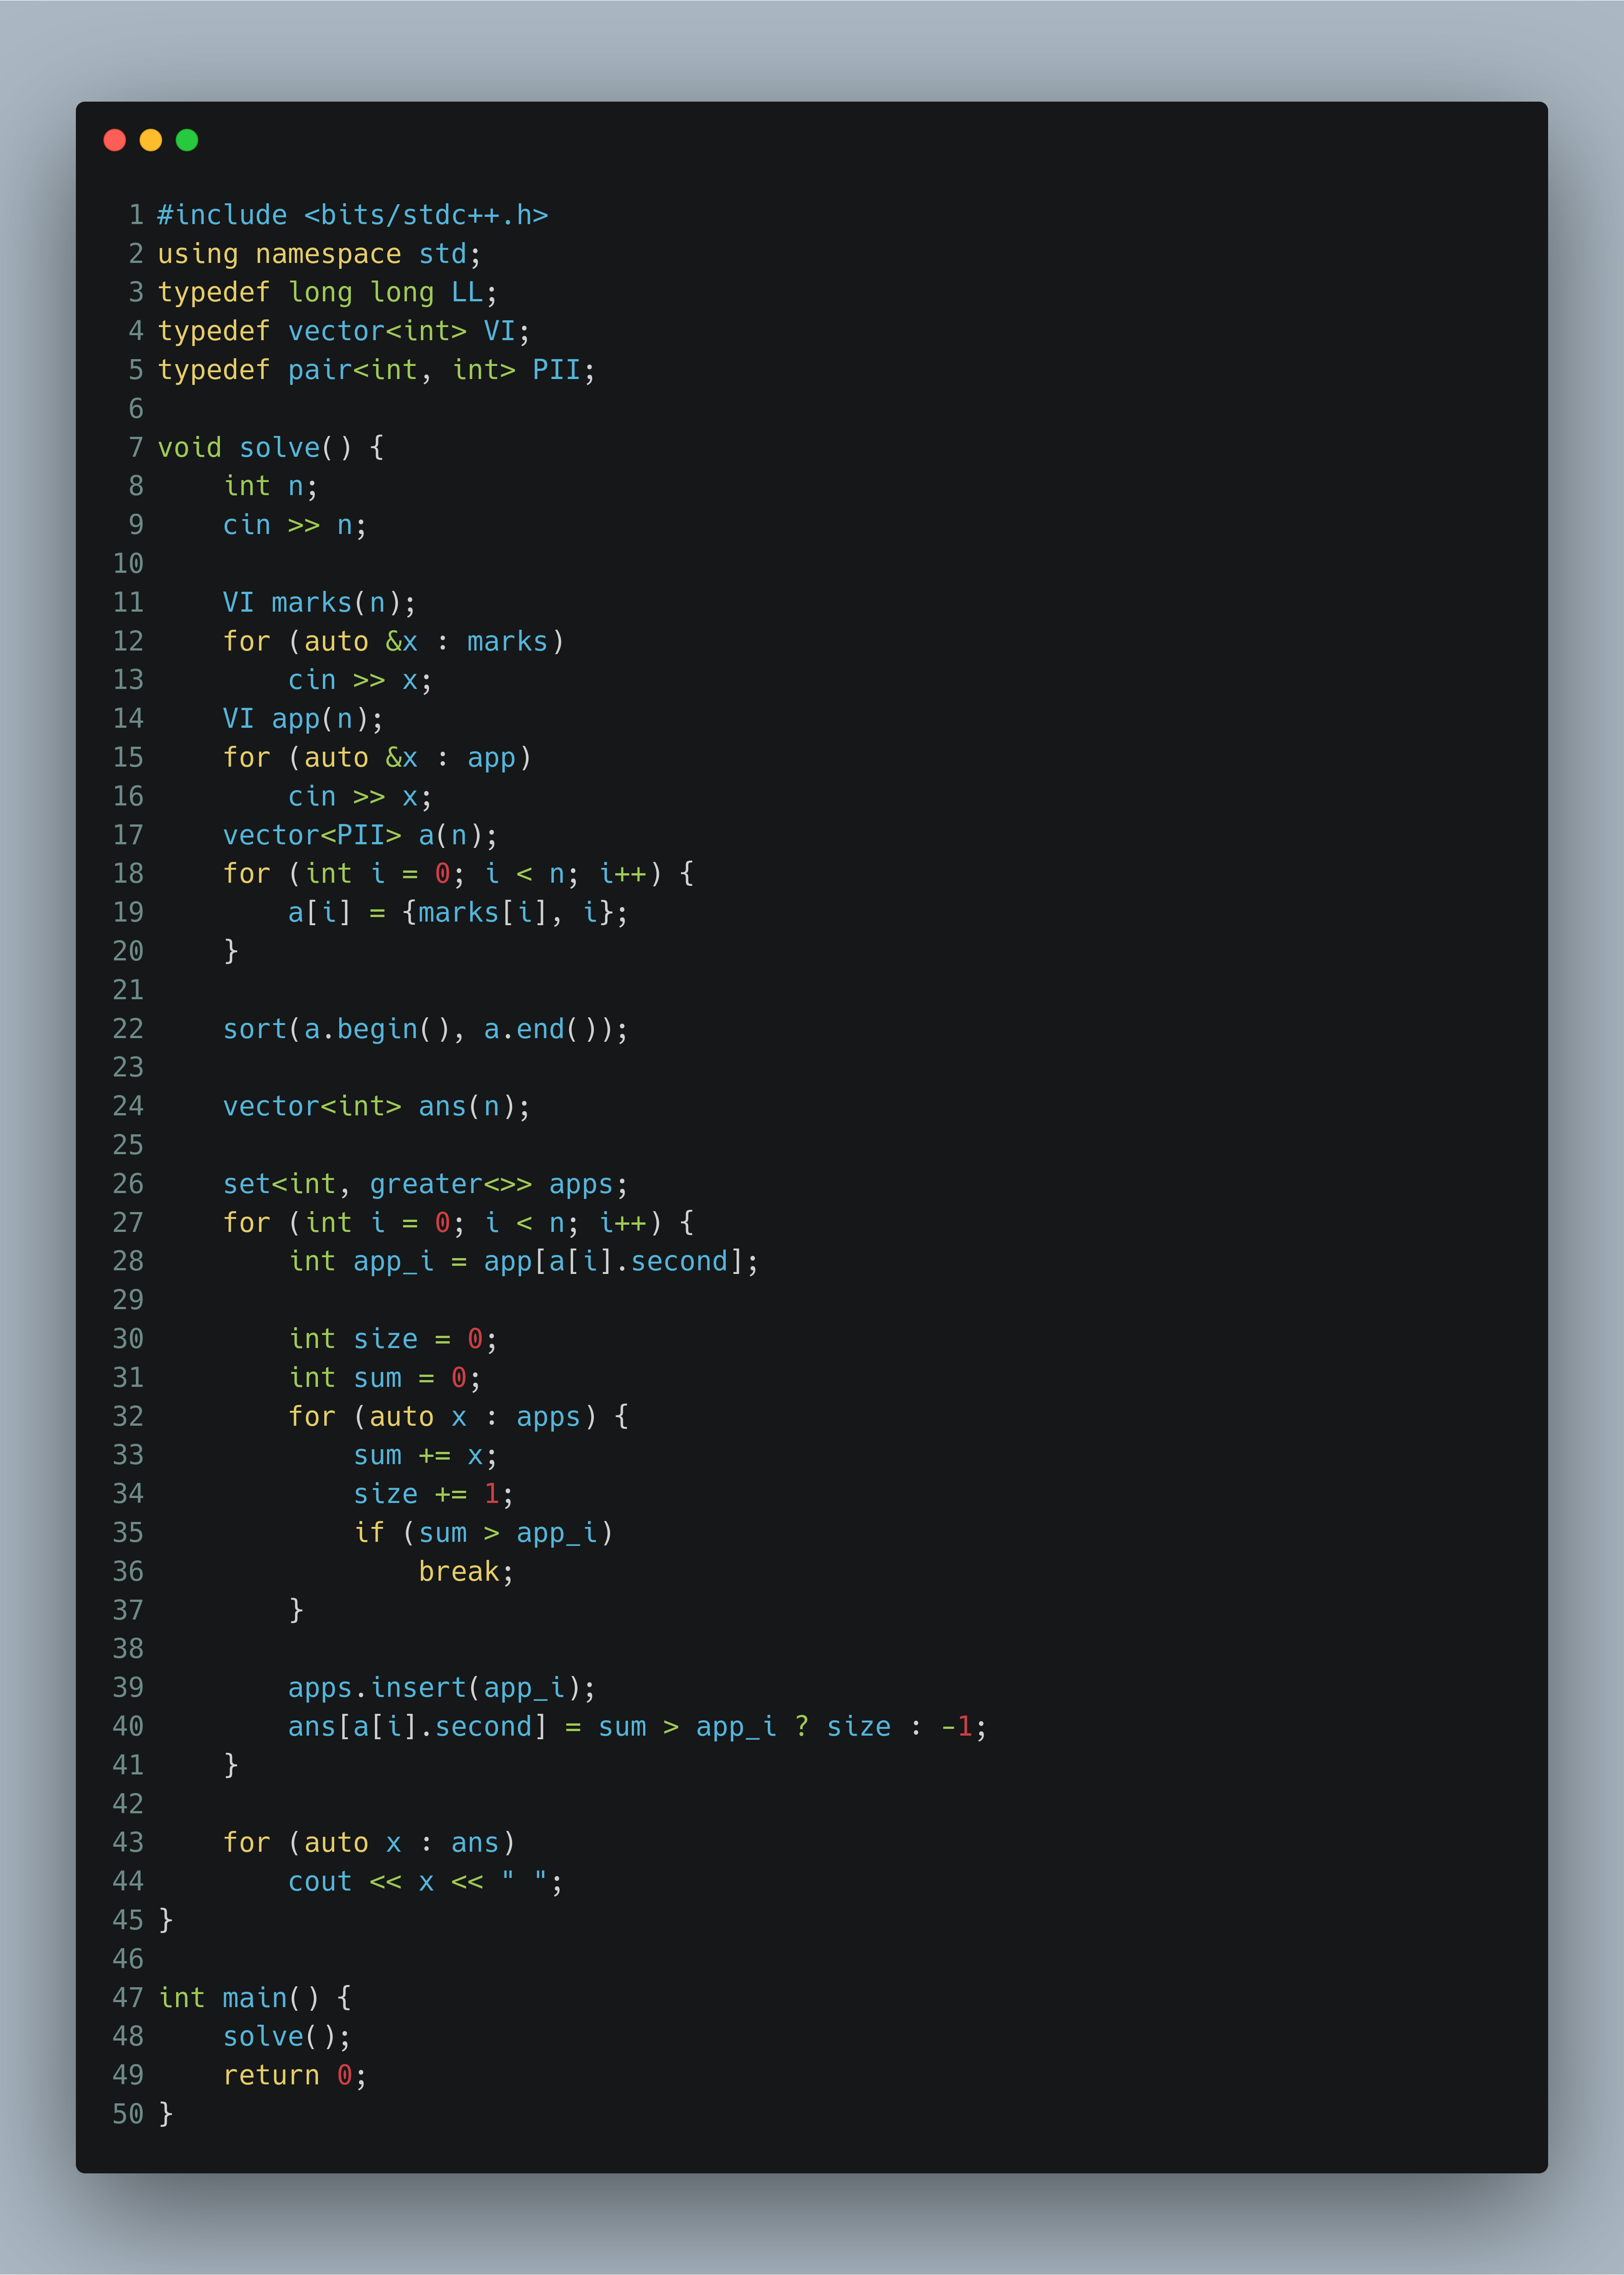 1 #include <bits/stdc++.h>
2 using namespace std;
3 typedef long long LL;
4 typedef vector<int> VI;
5 typedef pair<int, int> PII;
6
7 void solve() {
8     int n;
9     cin >> n;
10
11     VI marks(n);
12     for (auto &x : marks)
13         cin >> x;
14     VI app(n);
15     for (auto &x : app)
16         cin >> x;
17     vector<PII> a(n);
18     for (int i = 0; i < n; i++) {
19         a[i] = {marks[i], i};
20     }
21
22     sort(a.begin(), a.end());
23
24     vector<int> ans(n);
25
26     set<int, greater<>> apps;
27     for (int i = 0; i < n; i++) {
28         int app_i = app[a[i].second];
29
30         int size = 0;
31         int sum = 0;
32         for (auto x : apps) {
33             sum += x;
34             size += 1;
35             if (sum > app_i)
36                 break;
37         }
38
39         apps.insert(app_i);
40         ans[a[i].second] = sum > app_i ? size : -1;
41     }
42
43     for (auto x : ans)
44         cout << x << " ";
45 }
46
47 int main() {
48     solve();
49     return 0;
50 }